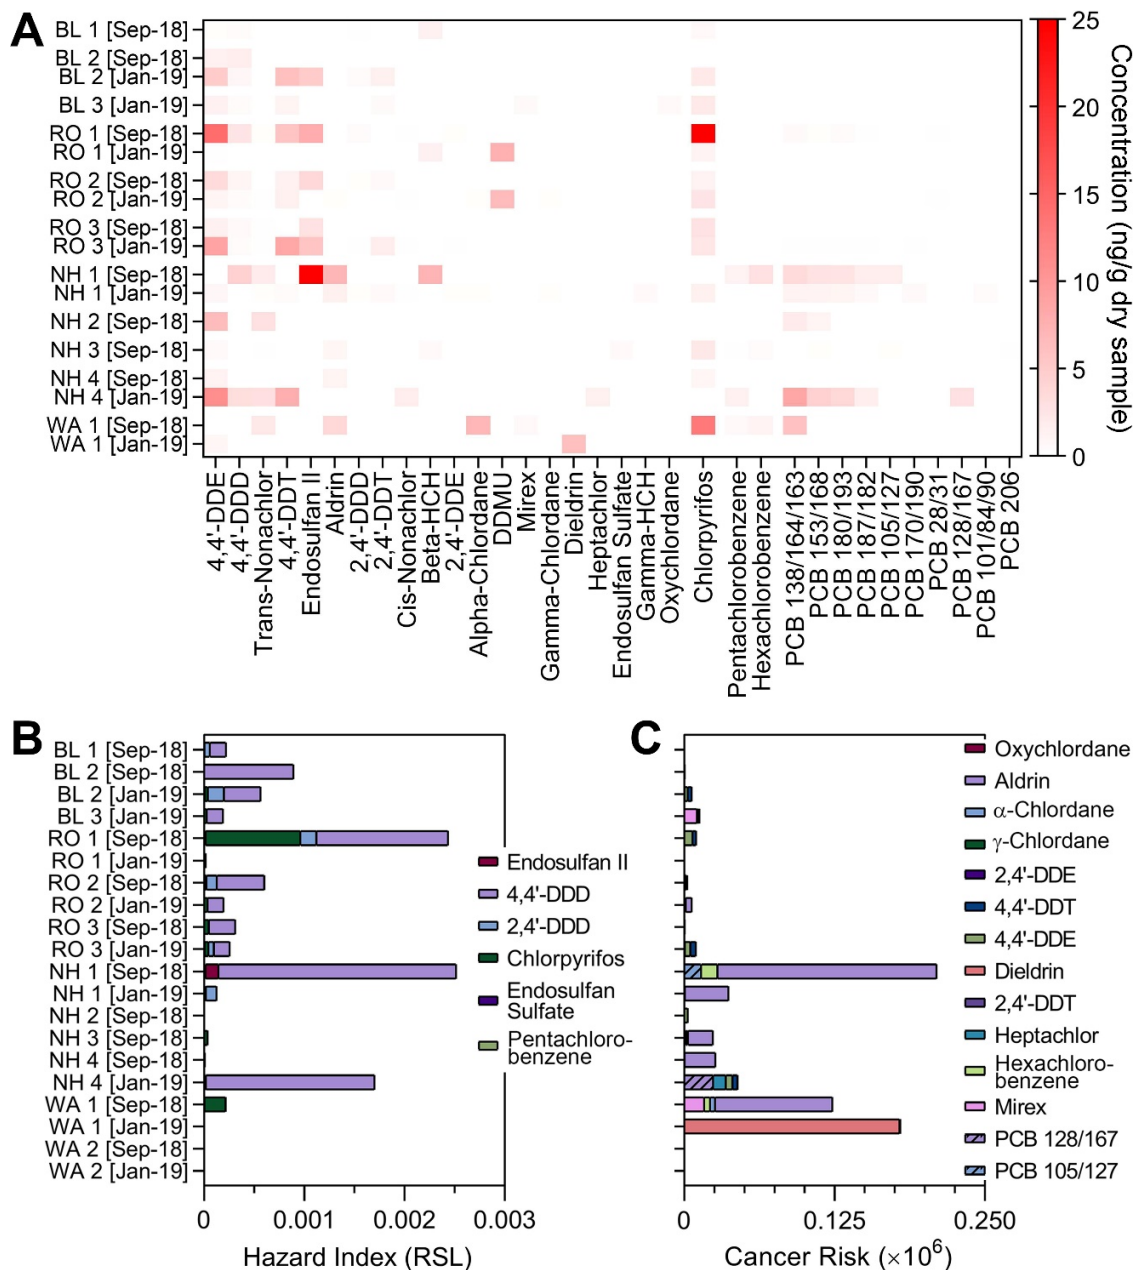 A
BL 1 [Sep-18]
BL 2 [Sep-18]
BL 2 [Jan-19]
BL 3 [Jan-19]
RO 1 [Sep-18]
RO 1 [Jan-19]
RO 2 [Sep-18]
RO 2 [Jan-19]
RO 3 [Sep-18]
RO 3 [Jan-19]
NH 1 [Sep-18]
NH 1 [Jan-19]
NH 2 [Sep-18]
NH 3 [Sep-18]
NH 4 [Sep-18]
NH 4 [Jan-19]
WA 1 [Sep-18]
WA 1 [Jan-19]
25
20
15
10
5
0
Concentration (ng/g dry sample)
4,4'-DDE
4,4'-DDD
Trans-Nonachlor
4,4'-DDT
Endosulfan II
Aldrin
2,4'-DDD
2,4'-DDT
Cis-Nonachlor
Beta-HCH
2,4'-DDE
Alpha-Chlordane
DDMU
Mirex
Gamma-Chlordane
Dieldrin
Heptachlor
Endosulfan Sulfate
Gamma-HCH
Oxychlordane
Chlorpyrifos
Pentachlorobenzene
Hexachlorobenzene
PCB 138/164/163
PCB 153/168
PCB 180/193
PCB 187/182
PCB 105/127
PCB 170/190
PCB 28/31
PCB 128/167
PCB 101/84/90
PCB 206
B
BL 1 [Sep-18]
BL 2 [Sep-18]
BL 2 [Jan-19]
BL 3 [Jan-19]
RO 1 [Sep-18]
RO 1 [Jan-19]
RO 2 [Sep-18]
RO 2 [Jan-19]
RO 3 [Sep-18]
RO 3 [Jan-19]
NH 1 [Sep-18]
NH 1 [Jan-19]
NH 2 [Sep-18]
NH 3 [Sep-18]
NH 4 [Sep-18]
NH 4 [Jan-19]
WA 1 [Sep-18]
WA 1 [Jan-19]
WA 2 [Sep-18]
WA 2 [Jan-19]
0
0.001
0.002
0.003
Hazard Index (RSL)
Endosulfan II
4,4'-DDD
2,4'-DDD
Chlorpyrifos
Endosulfan
Sulfate
Pentachloro-
benzene
C
0
0.125
0.250
Cancer Risk (×10⁶)
Oxychlordane
Aldrin
α-Chlordane
γ-Chlordane
2,4'-DDE
4,4'-DDT
4,4'-DDE
Dieldrin
2,4'-DDT
Heptachlor
Hexachloro-
benzene
Mirex
PCB 128/167
PCB 105/127